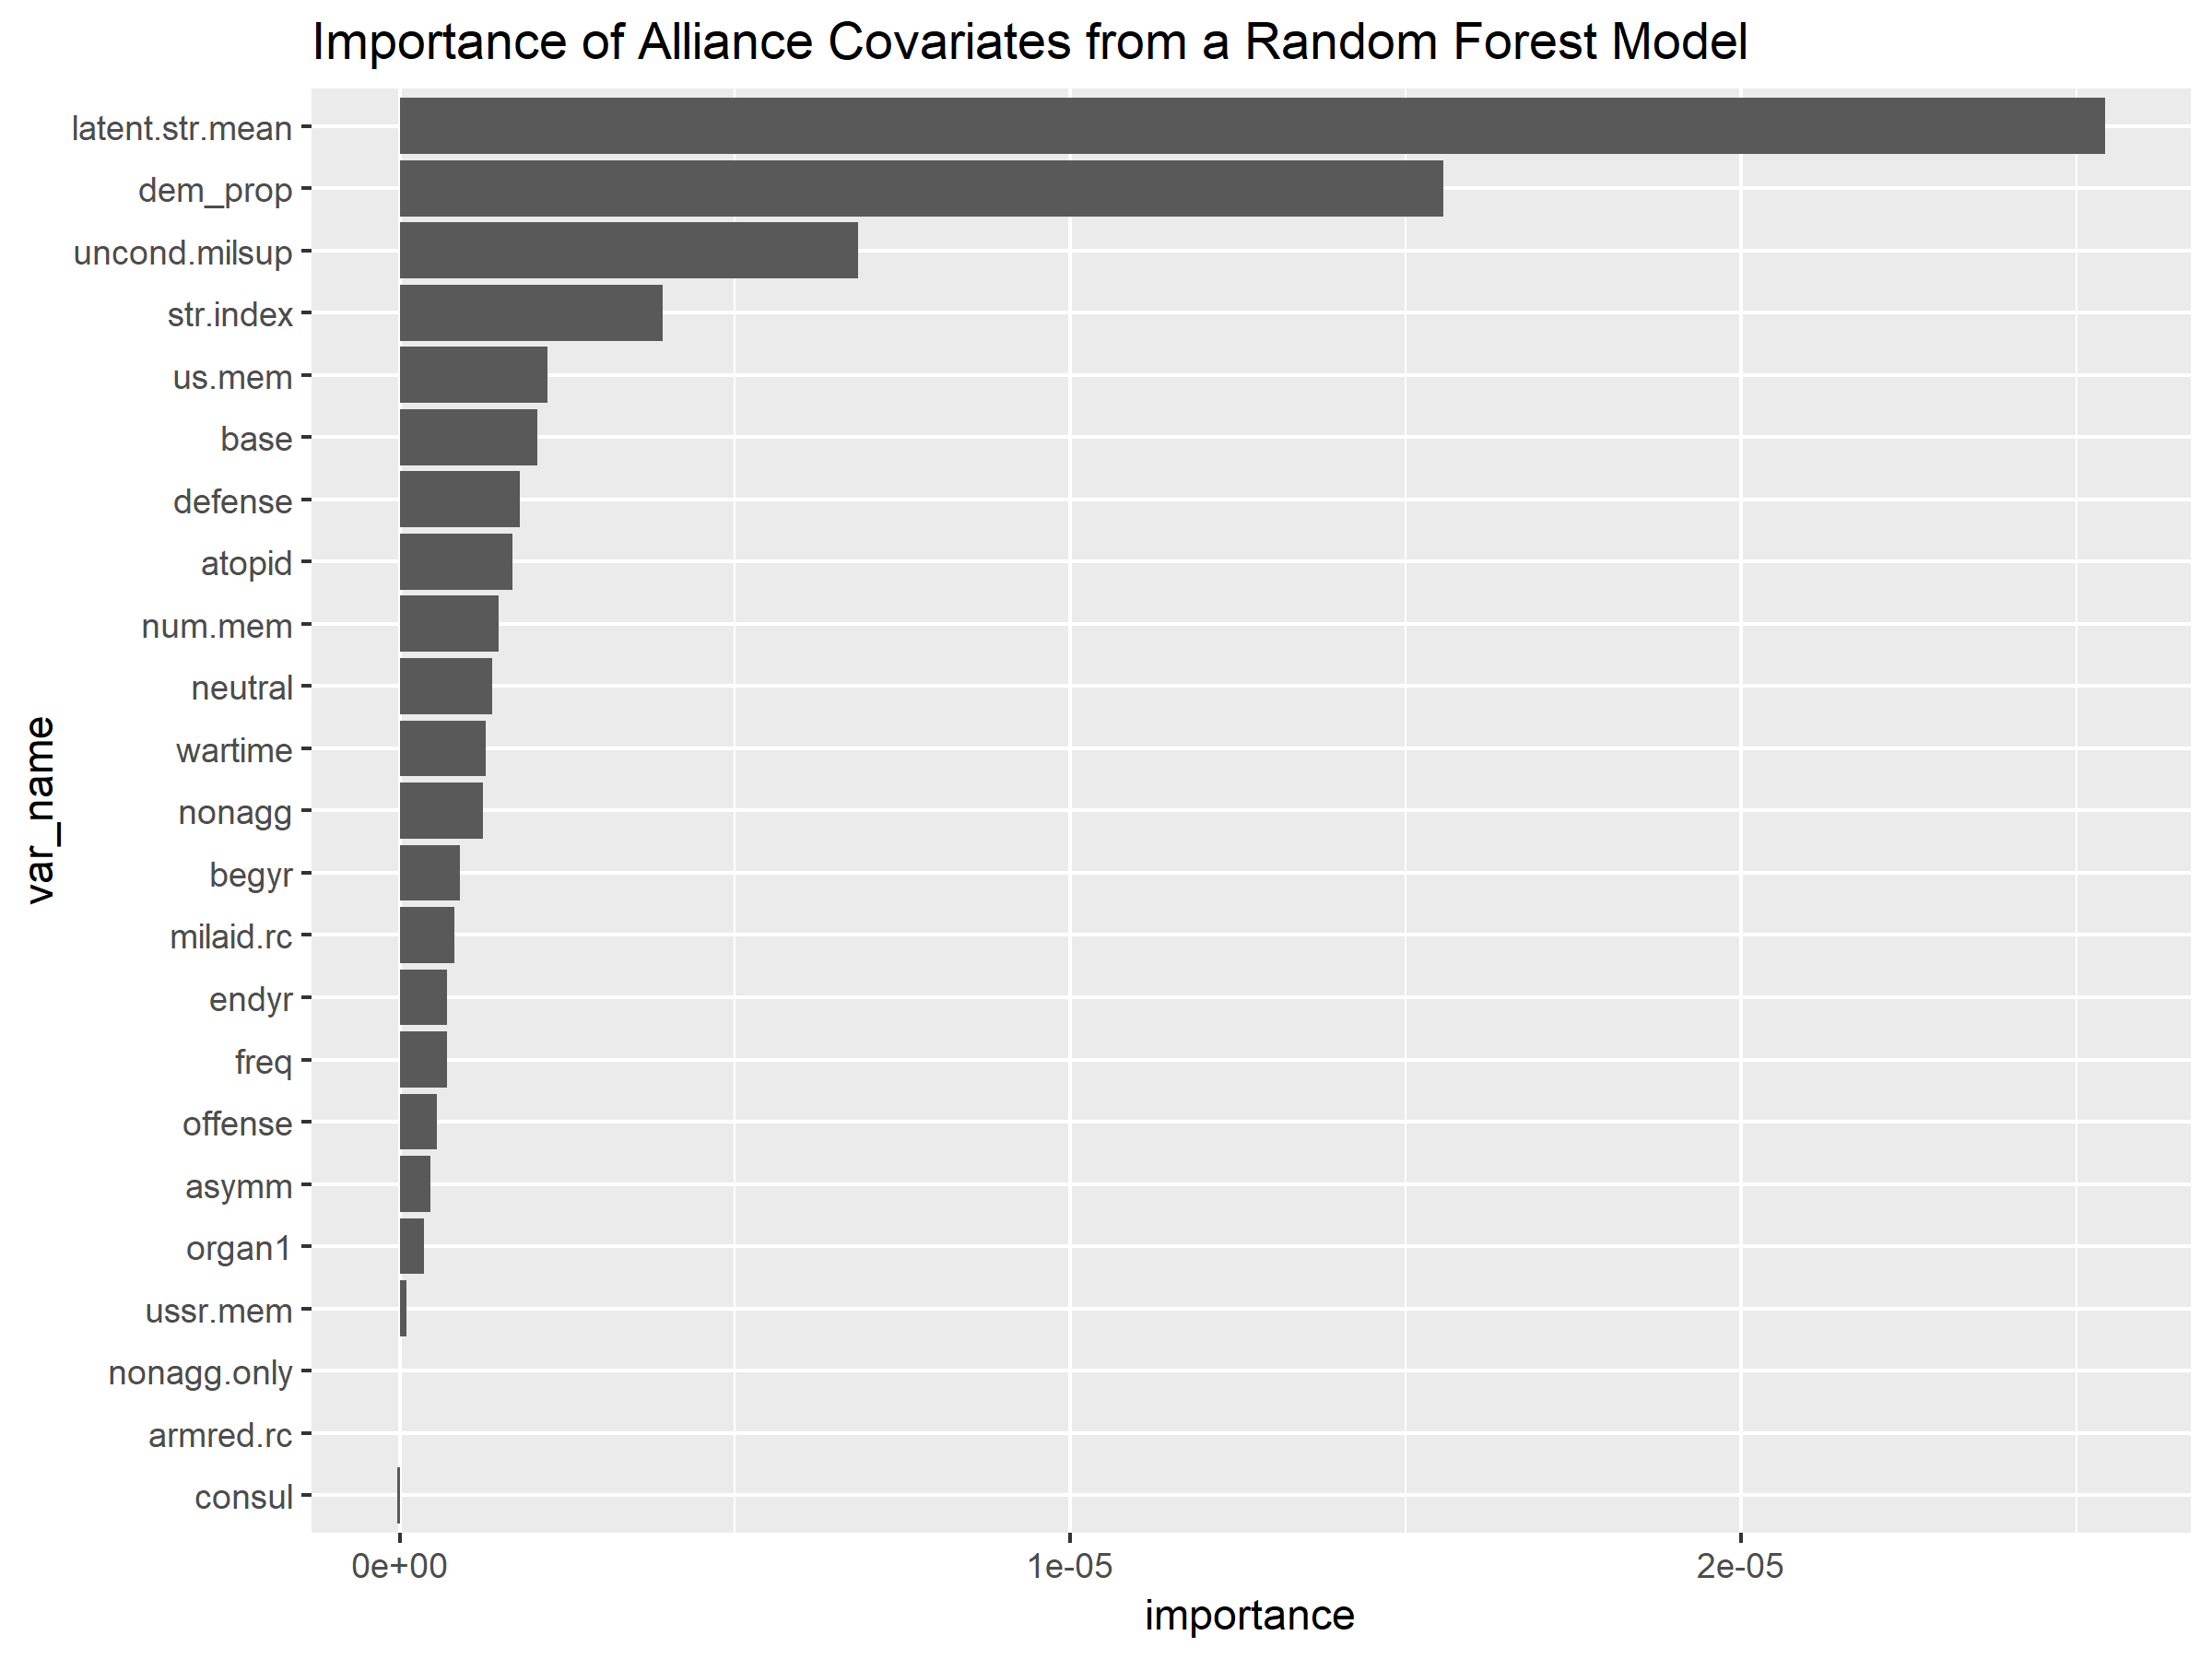 Importance of Alliance Covariates from a Random Forest Model
latent.str.mean
dem_prop
uncond.milsup
str.index
us.mem
base
defense
atopid
num.mem
neutral
wartime
nonagg
begyr
milaid.rc
endyr
freq
offense
asymm
organ1
ussr.mem
nonagg.only
armred.rc
consul
var_name
0e+00 1e-05 2e-05
importance